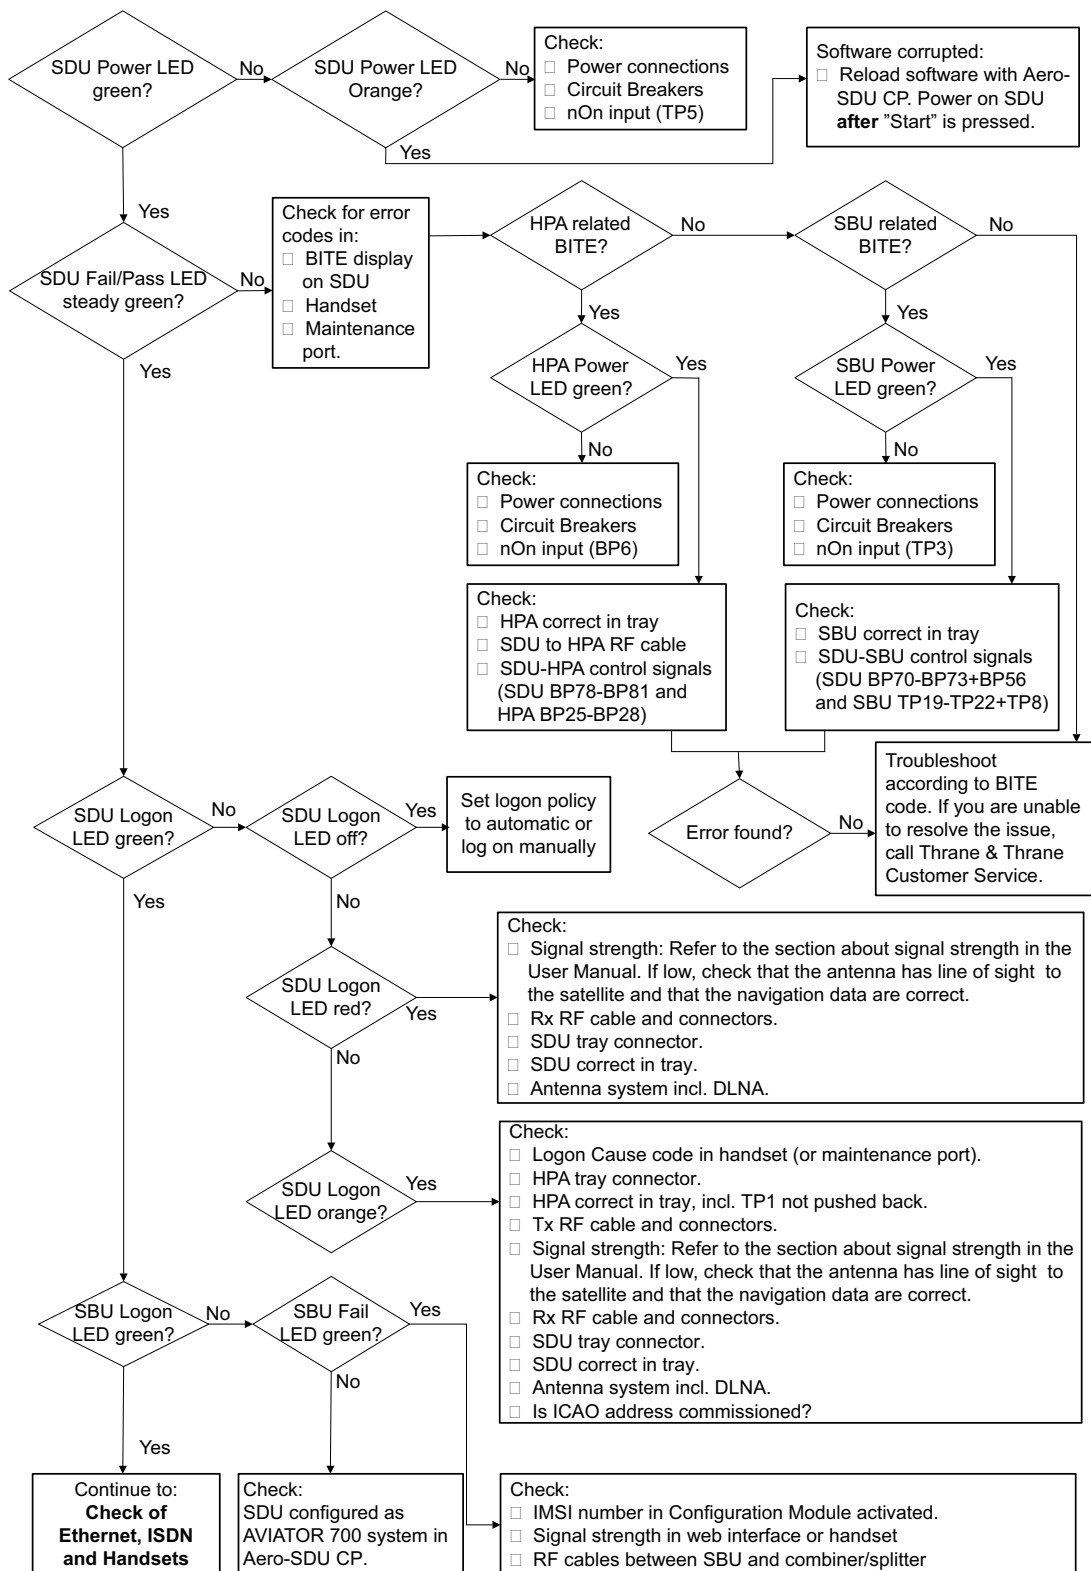 SDU Power LED
green?
No
SDU Power LED
Orange?
No
Yes
Check:
□ Power connections
□ Circuit Breakers
□ nOn input (TP5)
Software corrupted:
□ Reload software with Aero-
SDU CP. Power on SDU
after ”Start” is pressed.
Yes
SDU Fail/Pass LED
steady green?
No
Yes
Check for error
codes in:
□ BITE display
on SDU
□ Handset
□ Maintenance
port.
HPA related
BITE?
No
Yes
SBU related
BITE?
No
Yes
HPA Power
LED green?
Yes
No
SBU Power
LED green?
Yes
No
Check:
□ Power connections
□ Circuit Breakers
□ nOn input (BP6)
Check:
□ Power connections
□ Circuit Breakers
□ nOn input (TP3)
Check:
□ HPA correct in tray
□ SDU to HPA RF cable
□ SDU-HPA control signals
(SDU BP78-BP81 and
HPA BP25-BP28)
Check:
□ SBU correct in tray
□ SDU-SBU control signals
(SDU BP70-BP73+BP56
and SBU TP19-TP22+TP8)
Error found?
No
Troubleshoot
according to BITE
code. If you are unable
to resolve the issue,
call Thrane & Thrane
Customer Service.
SDU Logon
LED green?
No
Yes
SDU Logon
LED off?
Yes
No
Set logon policy
to automatic or
log on manually
SDU Logon
LED red?
Yes
No
Check:
□ Signal strength: Refer to the section about signal strength in the
User Manual. If low, check that the antenna has line of sight to
the satellite and that the navigation data are correct.
□ Rx RF cable and connectors.
□ SDU tray connector.
□ SDU correct in tray.
□ Antenna system incl. DLNA.
SDU Logon
LED orange?
Yes
Check:
□ Logon Cause code in handset (or maintenance port).
□ HPA tray connector.
□ HPA correct in tray, incl. TP1 not pushed back.
□ Tx RF cable and connectors.
□ Signal strength: Refer to the section about signal strength in the
User Manual. If low, check that the antenna has line of sight to
the satellite and that the navigation data are correct.
□ Rx RF cable and connectors.
□ SDU tray connector.
□ SDU correct in tray.
□ Antenna system incl. DLNA.
□ Is ICAO address commissioned?
SBU Logon
LED green?
No
Yes
SBU Fail
LED green?
Yes
No
Continue to:
Check of
Ethernet, ISDN
and Handsets
Check:
SDU configured as
AVIATOR 700 system in
Aero-SDU CP.
Check:
□ IMSI number in Configuration Module activated.
□ Signal strength in web interface or handset
□ RF cables between SBU and combiner/splitter